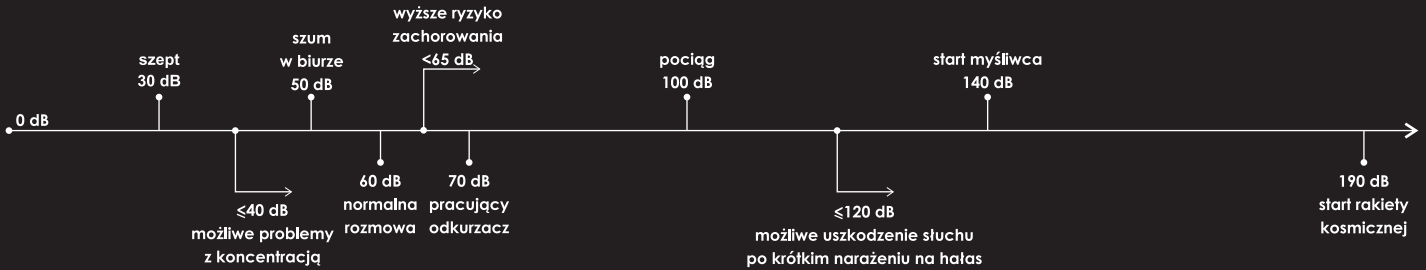 0 dB
szept
30 dB
≤40 dB
możliwe problemy
z koncentracją
szum
w biurze
50 dB
60 dB
normalna
rozmowa
wyższe ryzyko
zachorowania
<65 dB
70 dB
pracujący
odkurzacz
pociąg
100 dB
≤120 dB
możliwe uszkodzenie słuchu
po krótkim narażeniu na hałas
start myśliwca
140 dB
190 dB
start rakiety
kosmicznej